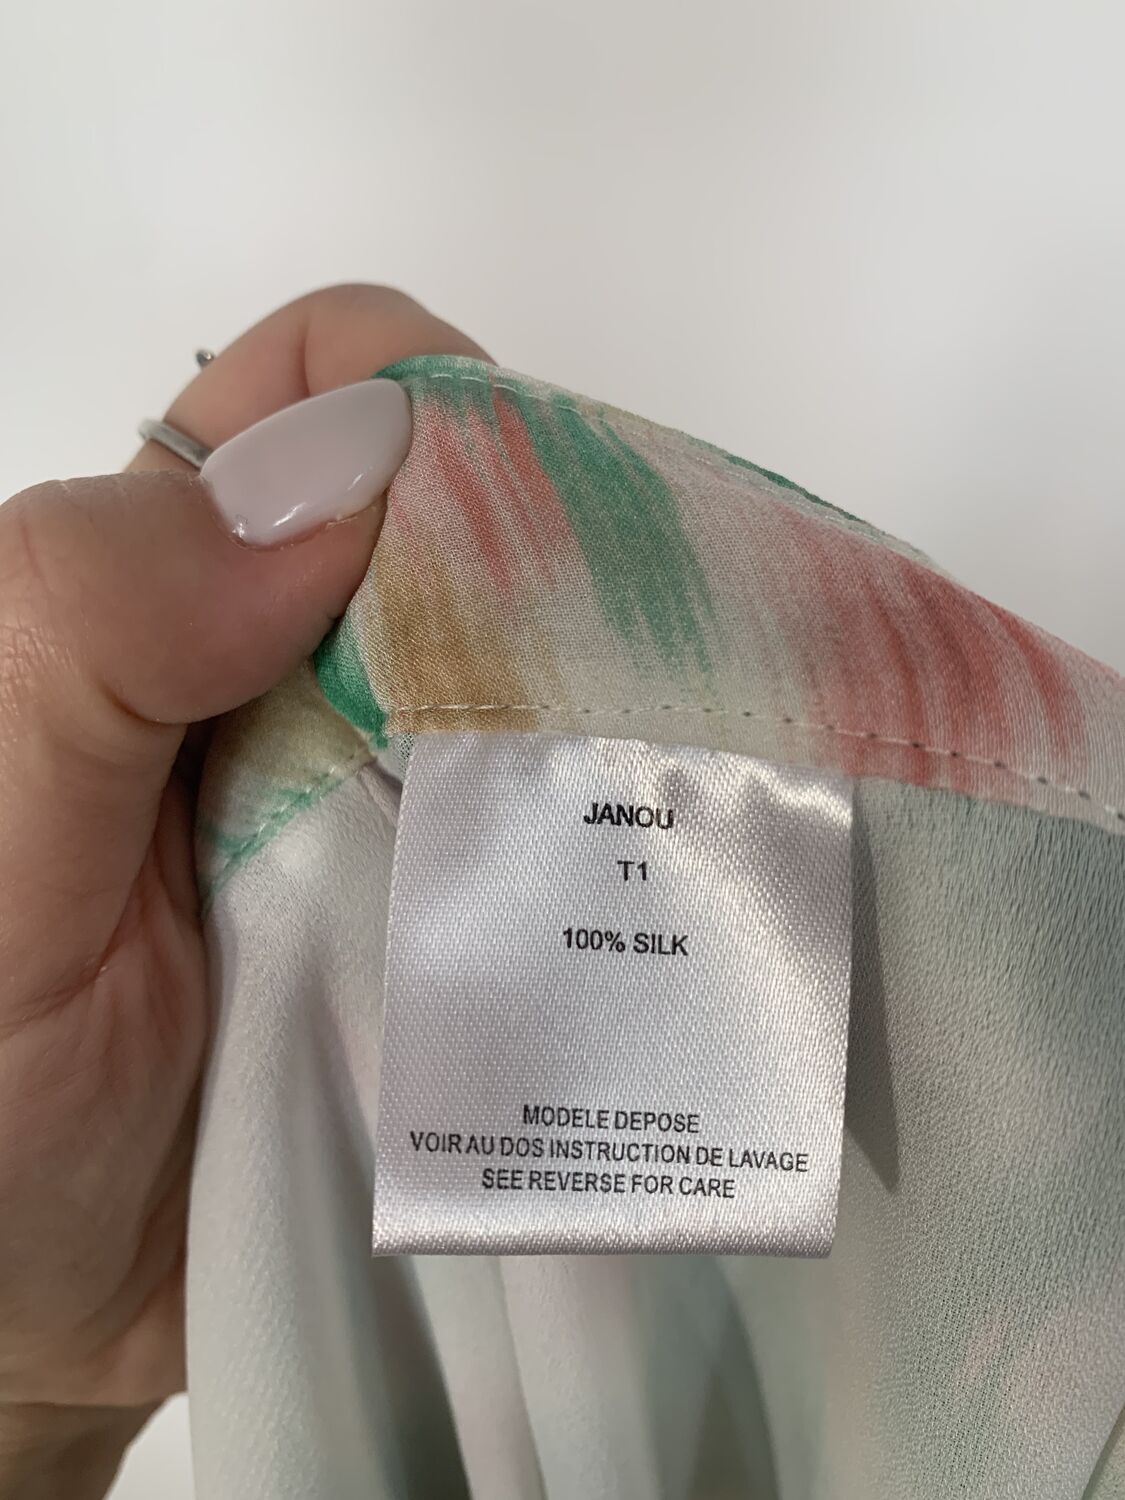 JANOU
T1
100% SILK
MODELE DEPOSE
VOIR AU DOS INSTRUCTION DE LAVAGE
SEE REVERSE FOR CARE